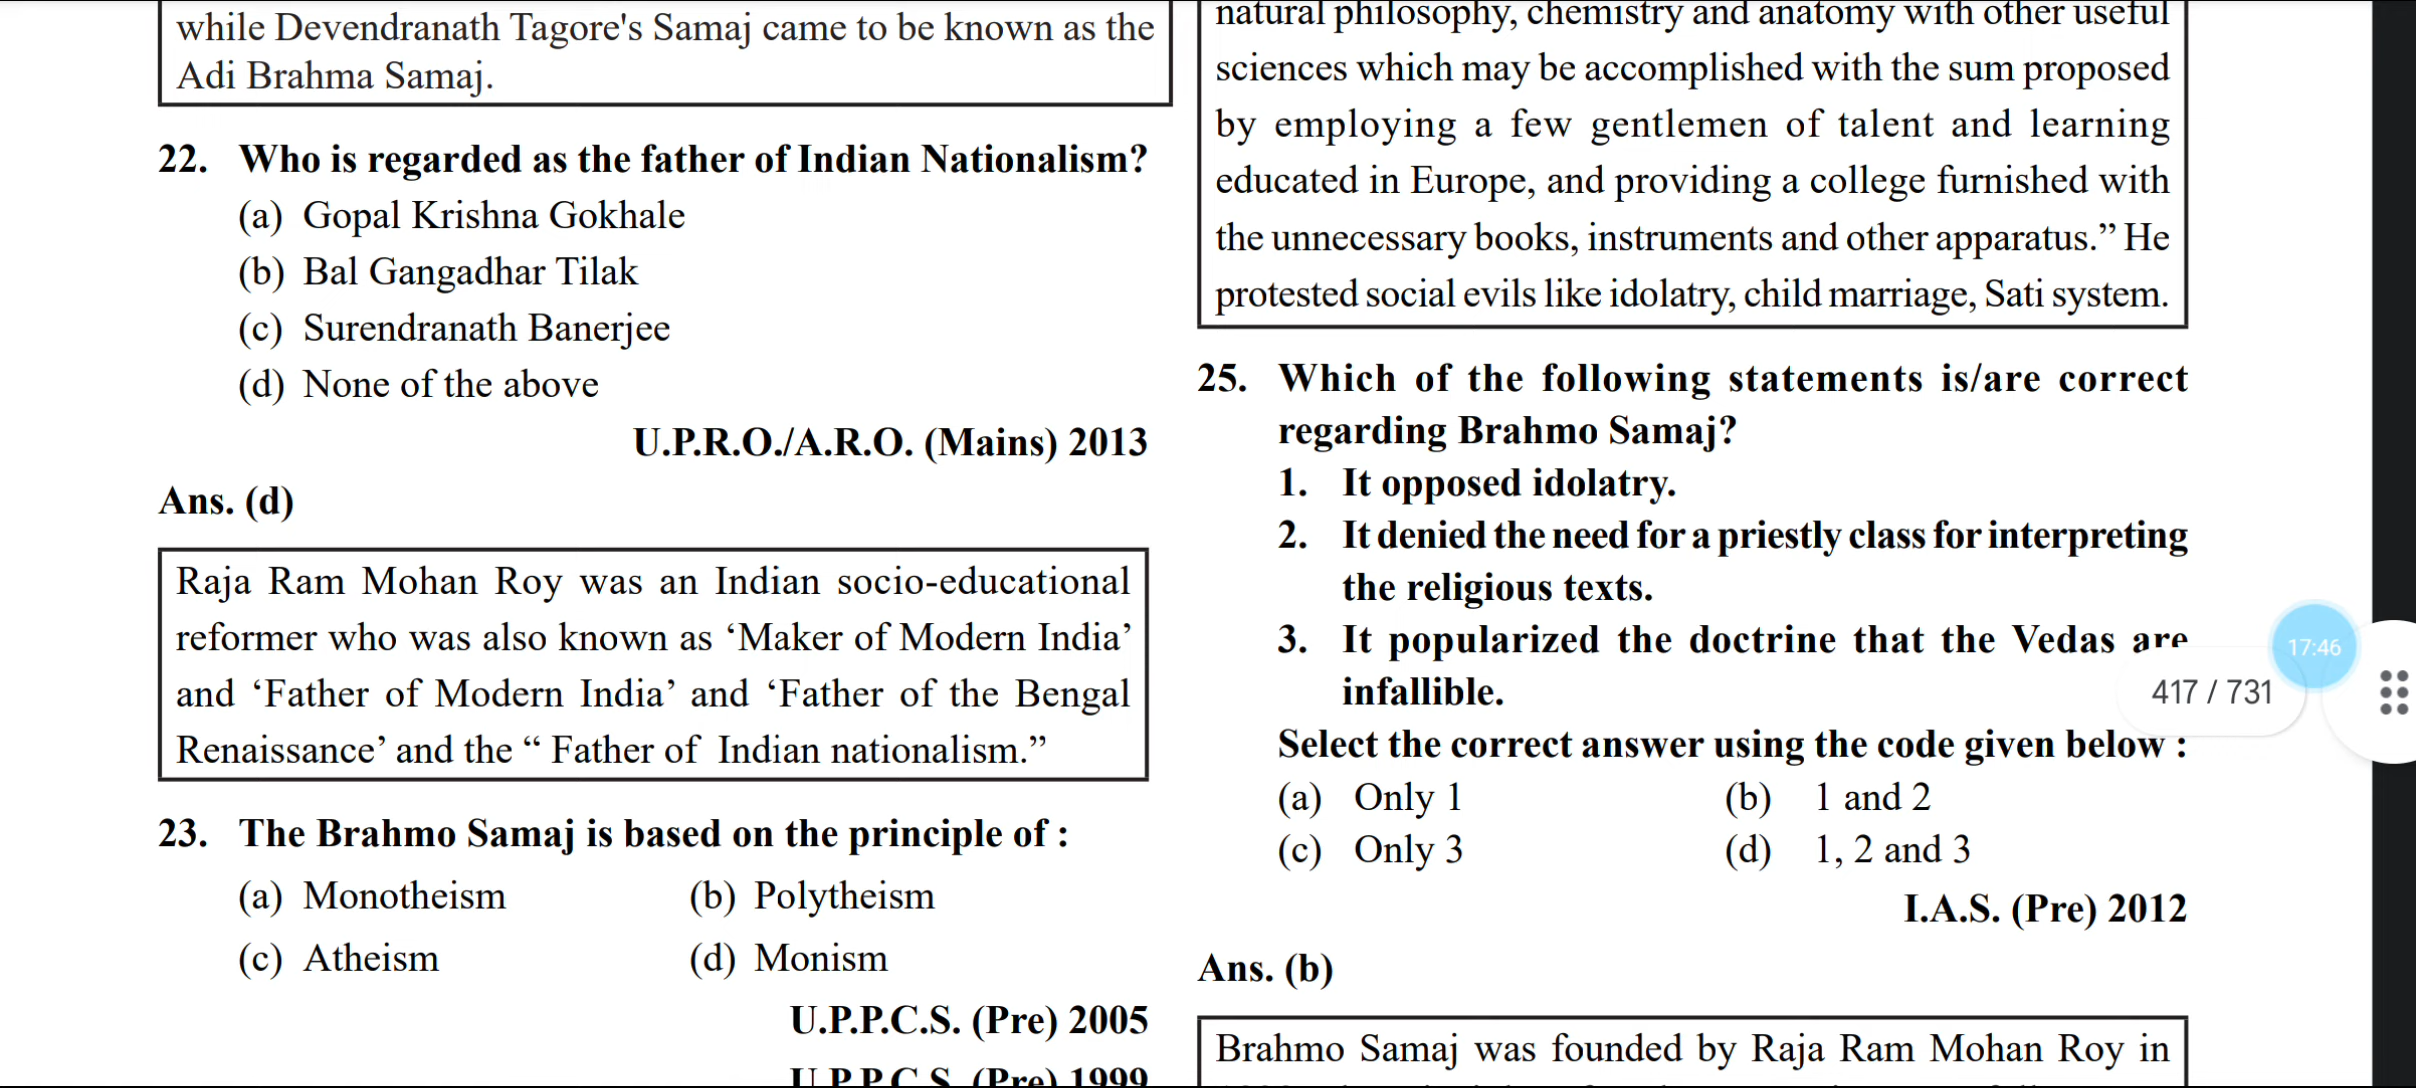 while Devendranath Tagore's Samaj came to be known as the
Adi Brahma Samaj.
22. Who is regarded as the father of Indian Nationalism?
(a) Gopal Krishna Gokhale
(b) Bal Gangadhar Tilak
(c) Surendranath Banerjee
(d) None of the above
U.P.R.O./A.R.O. (Mains) 2013
Ans. (d)
Raja Ram Mohan Roy was an Indian socio-educational
reformer who was also known as ‘Maker of Modern India’
and ‘Father of Modern India’ and ‘Father of the Bengal
Renaissance’ and the “ Father of Indian nationalism.”
23. The Brahmo Samaj is based on the principle of :
(a) Monotheism (b) Polytheism
(c) Atheism (d) Monism
U.P.P.C.S. (Pre) 2005
U.P.P.C.S. (Pre) 1999
natural philosophy, chemistry and anatomy with other useful
sciences which may be accomplished with the sum proposed
by employing a few gentlemen of talent and learning
educated in Europe, and providing a college furnished with
the unnecessary books, instruments and other apparatus.” He
protested social evils like idolatry, child marriage, Sati system.
25. Which of the following statements is/are correct
regarding Brahmo Samaj?
1. It opposed idolatry.
2. It denied the need for a priestly class for interpreting
the religious texts.
3. It popularized the doctrine that the Vedas are
infallible.
Select the correct answer using the code given below :
(a) Only 1 (b) 1 and 2
(c) Only 3 (d) 1, 2 and 3
I.A.S. (Pre) 2012
Ans. (b)
Brahmo Samaj was founded by Raja Ram Mohan Roy in
17:46
417 / 731